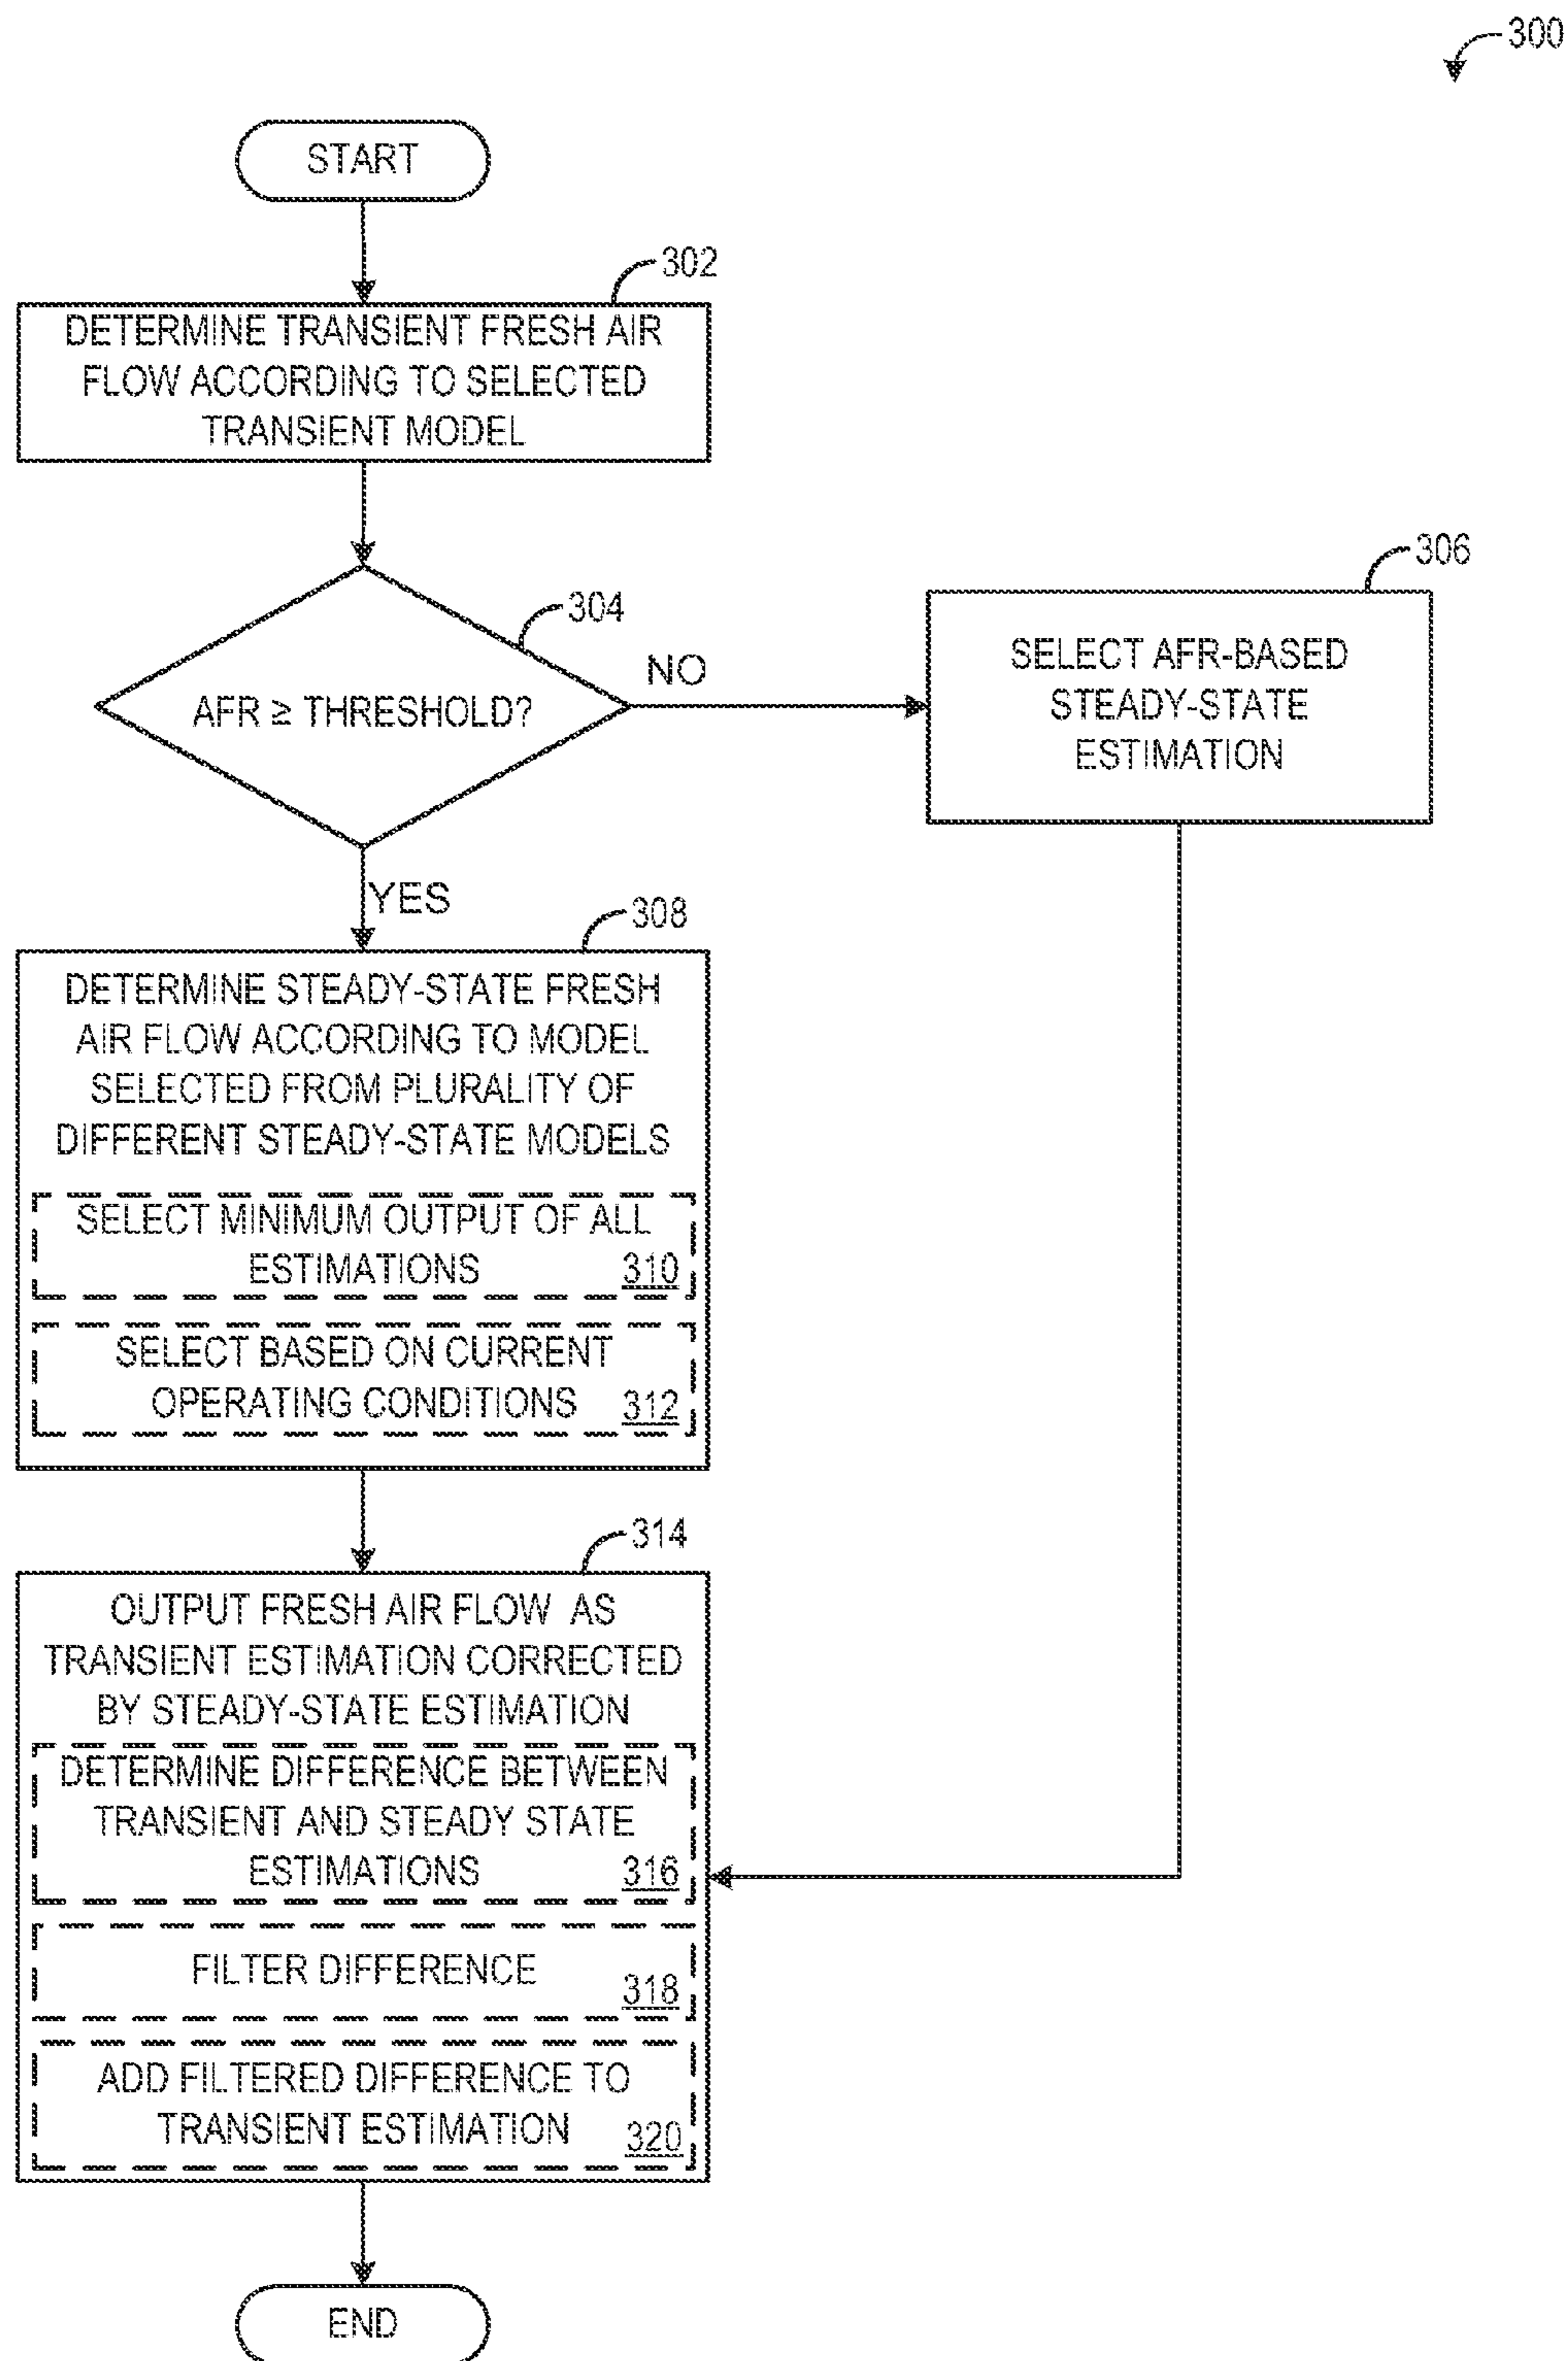 300
START
302
DETERMINE TRANSIENT FRESH AIR
FLOW ACCORDING TO SELECTED
TRANSIENT MODEL
304
AFR ≥ THRESHOLD?
NO
306
SELECT AFR-BASED
STEADY-STATE
ESTIMATION
YES
308
DETERMINE STEADY-STATE FRESH
AIR FLOW ACCORDING TO MODEL
SELECTED FROM PLURALITY OF
DIFFERENT STEADY-STATE MODELS
SELECT MINIMUM OUTPUT OF ALL
ESTIMATIONS 310
SELECT BASED ON CURRENT
OPERATING CONDITIONS 312
314
OUTPUT FRESH AIR FLOW AS
TRANSIENT ESTIMATION CORRECTED
BY STEADY-STATE ESTIMATION
DETERMINE DIFFERENCE BETWEEN
TRANSIENT AND STEADY STATE
ESTIMATIONS 316
FILTER DIFFERENCE 318
ADD FILTERED DIFFERENCE TO
TRANSIENT ESTIMATION 320
END